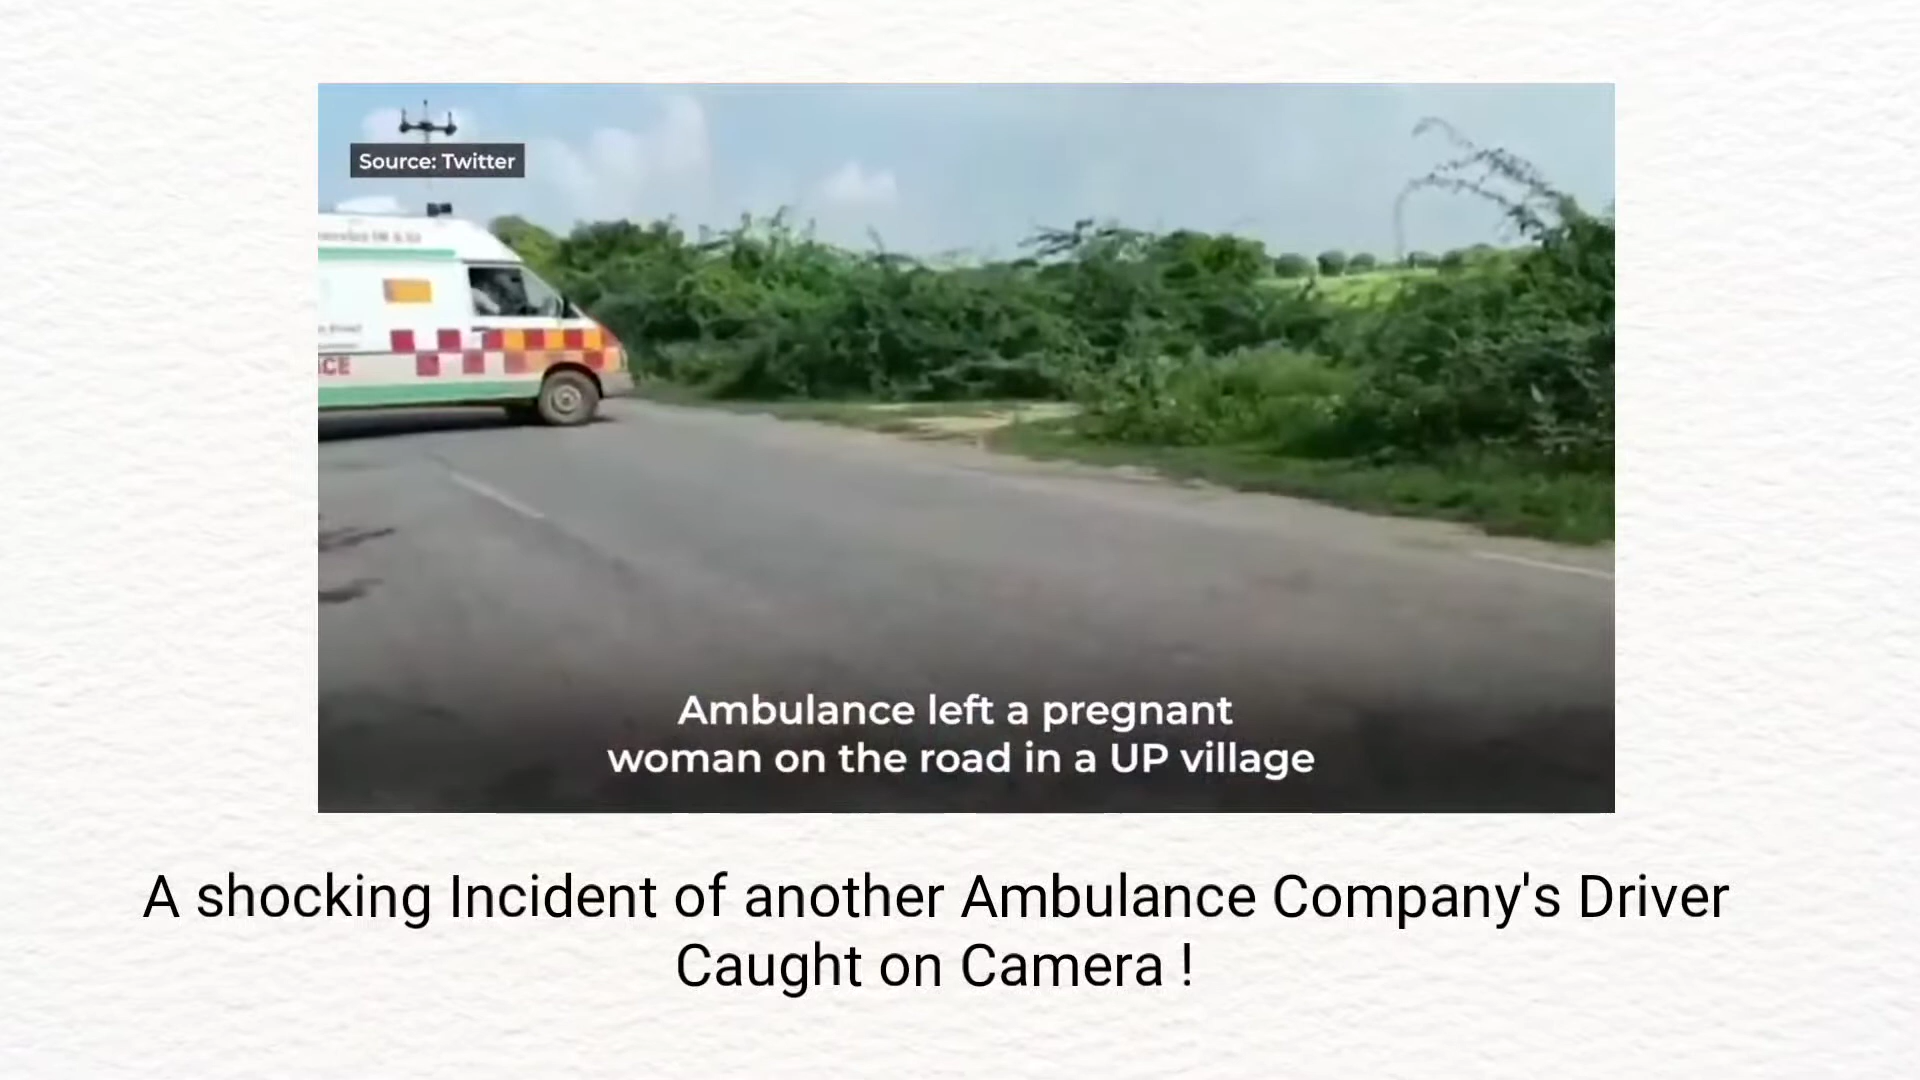 Source: Twitter
CE
Ambulance left a pregnant
woman on the road in a UP village
A shocking Incident of another Ambulance Company's Driver
Caught on Camera !